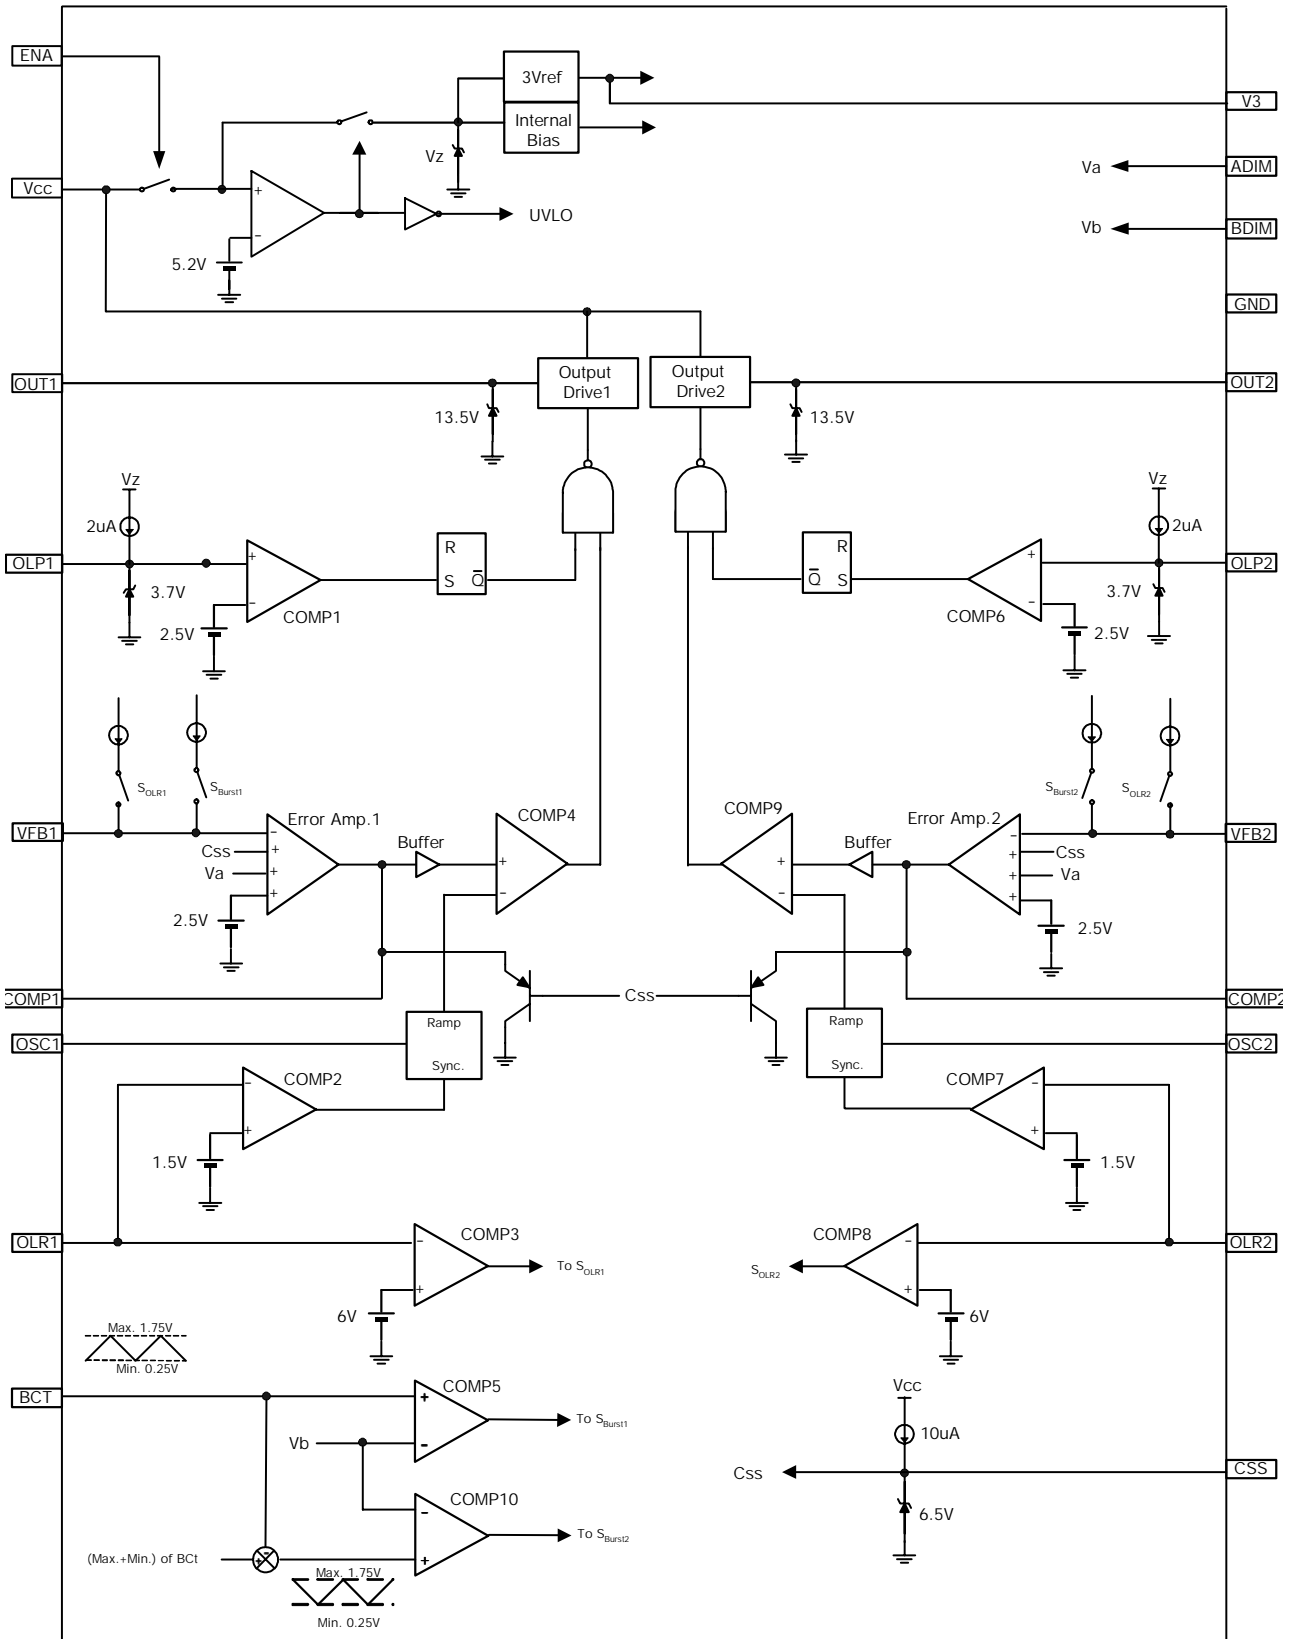 ENA
3Vref
V3
Internal
Bias
Vz
Va
ADIM
Vcc
+
UVLO
Vb
BDIM
−
5.2V
GND
OUT1
Output
Drive1
Output
Drive2
OUT2
13.5V
13.5V
Vz
Vz
2uA
2uA
OLP1
+
R
S Q
R
Q S
+
OLP2
3.7V
−
COMP1
3.7V
−
COMP6
2.5V
2.5V
SOLR1
SBurst1
SBurst2
SOLR2
VFB1
−
Error Amp.1
COMP4
COMP9
Error Amp.2
−
VFB2
Css
+
Buffer
+
+
Buffer
+
Css
Va
+
−
−
+
Va
+
+
2.5V
2.5V
COMP1
Css
COMP2
OSC1
Ramp
Sync.
Ramp
Sync.
OSC2
COMP2
−
+
COMP7
−
+
1.5V
1.5V
OLR1
−
COMP3
COMP8
−
OLR2
To SOLR1
SOLR2
+
+
6V
6V
Max. 1.75V
Min. 0.25V
BCT
+
COMP5
Vcc
To SBurst1
10uA
Vb
−
Css
CSS
COMP10
−
6.5V
To SBurst2
(Max.+Min.) of BCt
+
−
+
Max. 1.75V
Min. 0.25V